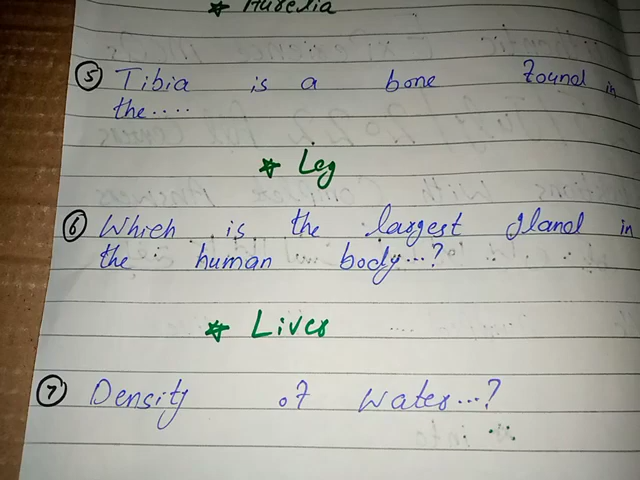 * Aurelia
5 Tibia is a bone found in
the....
* Leg
6 Which is the largest gland in
the human body...?
* Liver
7 Density of water...?